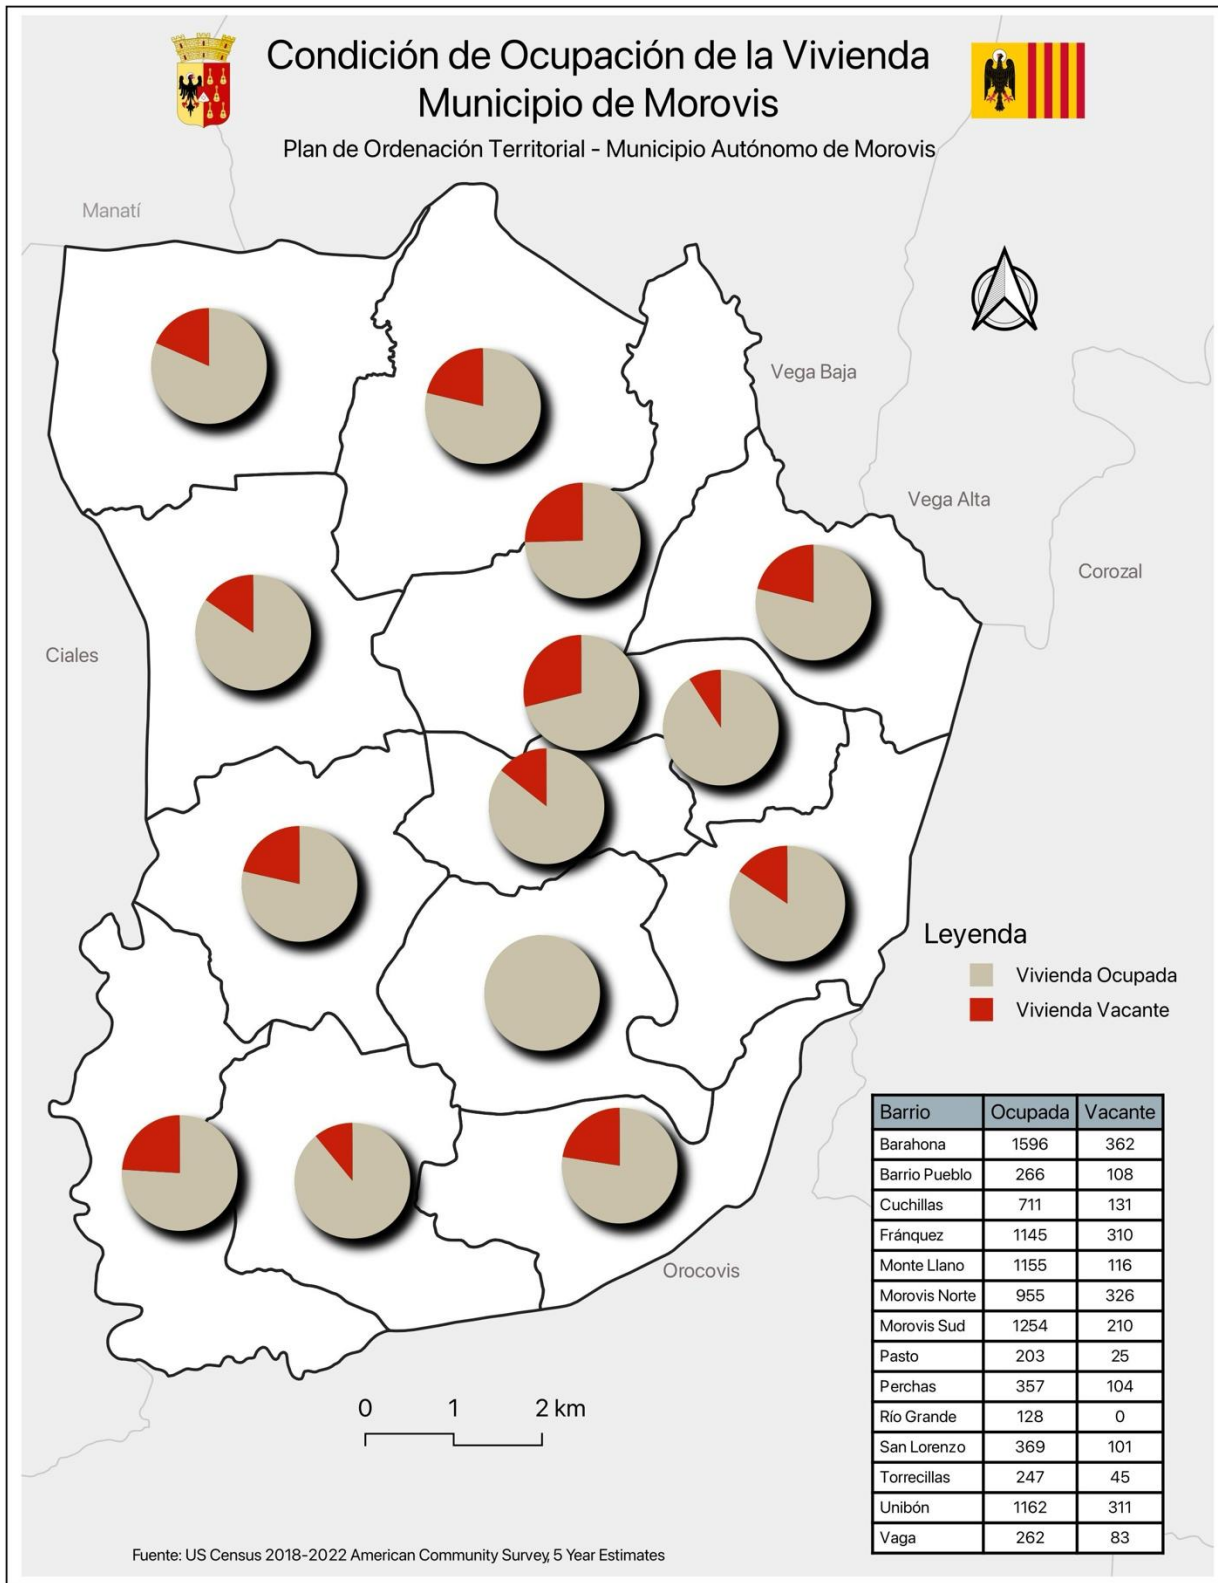 Condición de Ocupación de la Vivienda
Municipio de Morovis
Plan de Ordenación Territorial - Municipio Autónomo de Morovis
Manatí
Vega Baja
Vega Alta
Corozal
Ciales
Leyenda
Vivienda Ocupada
Vivienda Vacante
Barrio Ocupada Vacante
Barahona 1596 362
Barrio Pueblo 266 108
Cuchillas 711 131
Fránquez 1145 310
Monte Llano 1155 116
Morovis Norte 955 326
Morovis Sud 1254 210
Pasto 203 25
Perchas 357 104
Río Grande 128 0
San Lorenzo 369 101
Torrecillas 247 45
Unibón 1162 311
Vaga 262 83
Orocovis
0 1 2 km
Fuente: US Census 2018-2022 American Community Survey, 5 Year Estimates